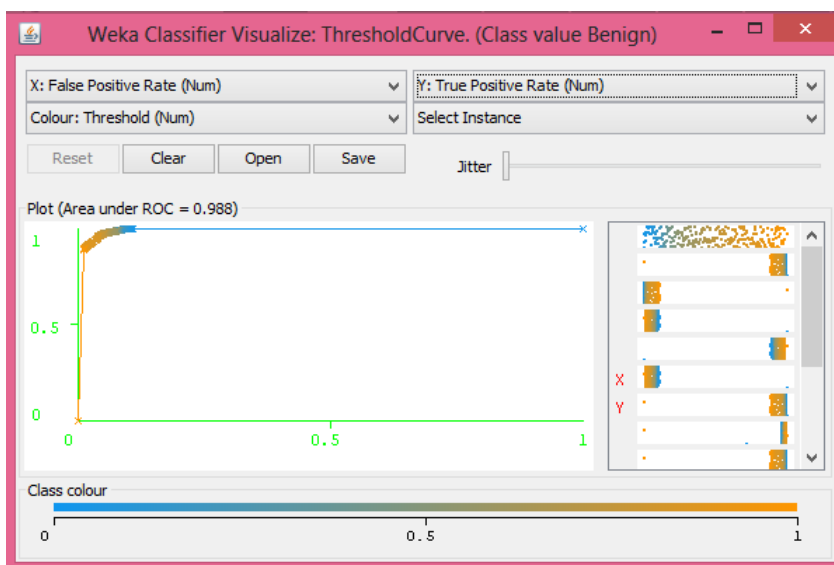 Weka Classifier Visualize: ThresholdCurve. (Class value Benign)
X: False Positive Rate (Num) Y: True Positive Rate (Num)
Colour: Threshold (Num) Select Instance
Reset Clear Open Save Jitter
Plot (Area under ROC = 0.988)
1
0.5
0
0 0.5 1
X
Y
Class colour
0 0.5 1